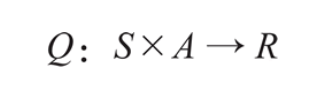 Q: S × A → R